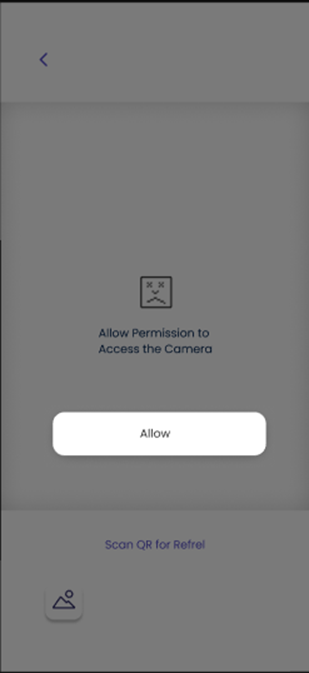 Allow Permission to
Access the Camera
Allow
Scan QR for Refrel